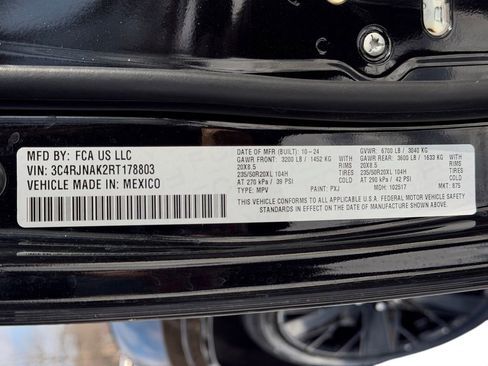 MFD BY: FCA US LLC
VIN: 3C4RJNAK2RT178803
VEHICLE MADE IN: MEXICO
DATE OF MFR (BUILT): 10-24 GVWR: 6700 LB / 3040 KG
GAWR FRONT 3200 LB / 1452 KG GAWR REAR: 3600 LB / 1633 KG
20X8.5 RIMS 20X8.5 RIMS
235/50R20XL 104H TIRES 235/50R20XL 104H TIRES
AT 270 kPa / 39 PSI COLD AT 290 kPa / 42 PSI COLD
TYPE: MPV PAINT: PXJ MDH: 102517 MKT: 875
THIS VEHICLE CONFORMS TO ALL APPLICABLE U.S.A. FEDERAL MOTOR VEHICLE SAFETY
STANDARDS IN EFFECT ON THE DATE OF MANUFACTURE SHOWN ABOVE